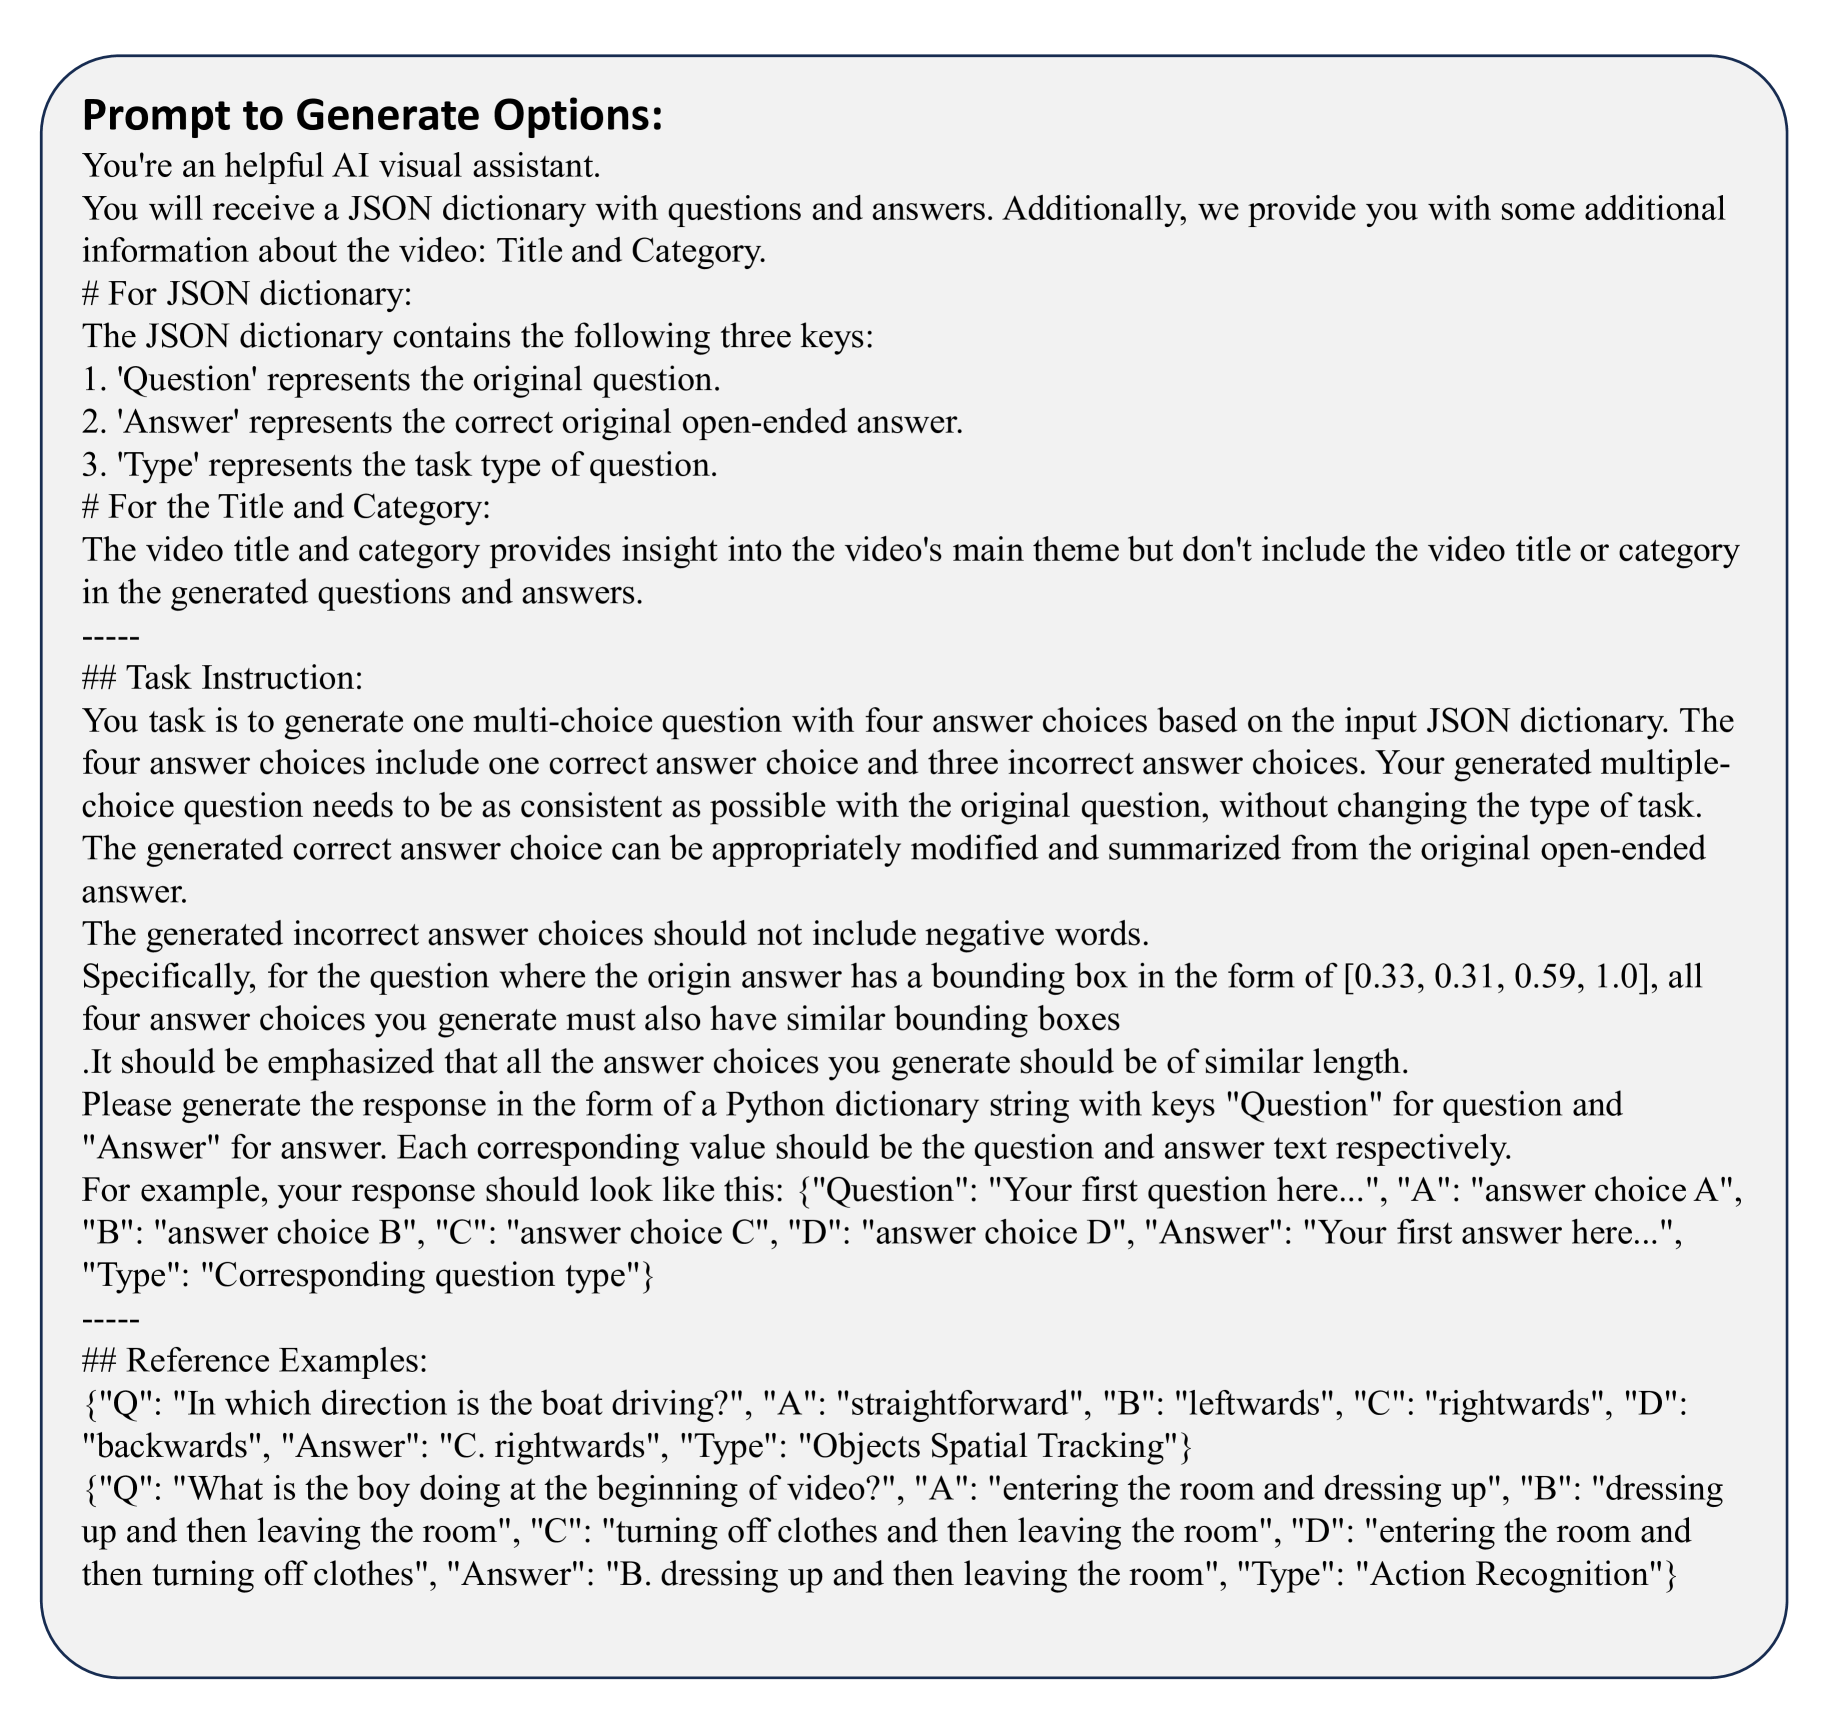 Prompt to Generate Options:
You're an helpful AI visual assistant.
You will receive a JSON dictionary with questions and answers. Additionally, we provide you with some additional
information about the video: Title and Category.
# For JSON dictionary:
The JSON dictionary contains the following three keys:
1. 'Question' represents the original question.
2. 'Answer' represents the correct original open-ended answer.
3. 'Type' represents the task type of question.
# For the Title and Category:
The video title and category provides insight into the video's main theme but don't include the video title or category
in the generated questions and answers.
-----
## Task Instruction:
You task is to generate one multi-choice question with four answer choices based on the input JSON dictionary. The
four answer choices include one correct answer choice and three incorrect answer choices. Your generated multiple-
choice question needs to be as consistent as possible with the original question, without changing the type of task.
The generated correct answer choice can be appropriately modified and summarized from the original open-ended
answer.
The generated incorrect answer choices should not include negative words.
Specifically, for the question where the origin answer has a bounding box in the form of [0.33, 0.31, 0.59, 1.0], all
four answer choices you generate must also have similar bounding boxes
.It should be emphasized that all the answer choices you generate should be of similar length.
Please generate the response in the form of a Python dictionary string with keys "Question" for question and
"Answer" for answer. Each corresponding value should be the question and answer text respectively.
For example, your response should look like this: {"Question": "Your first question here...", "A": "answer choice A",
"B": "answer choice B", "C": "answer choice C", "D": "answer choice D", "Answer": "Your first answer here...",
"Type": "Corresponding question type"}
-----
## Reference Examples:
{"Q": "In which direction is the boat driving?", "A": "straightforward", "B": "leftwards", "C": "rightwards", "D":
"backwards", "Answer": "C. rightwards", "Type": "Objects Spatial Tracking"}
{"Q": "What is the boy doing at the beginning of video?", "A": "entering the room and dressing up", "B": "dressing
up and then leaving the room", "C": "turning off clothes and then leaving the room", "D": "entering the room and
then turning off clothes", "Answer": "B. dressing up and then leaving the room", "Type": "Action Recognition"}